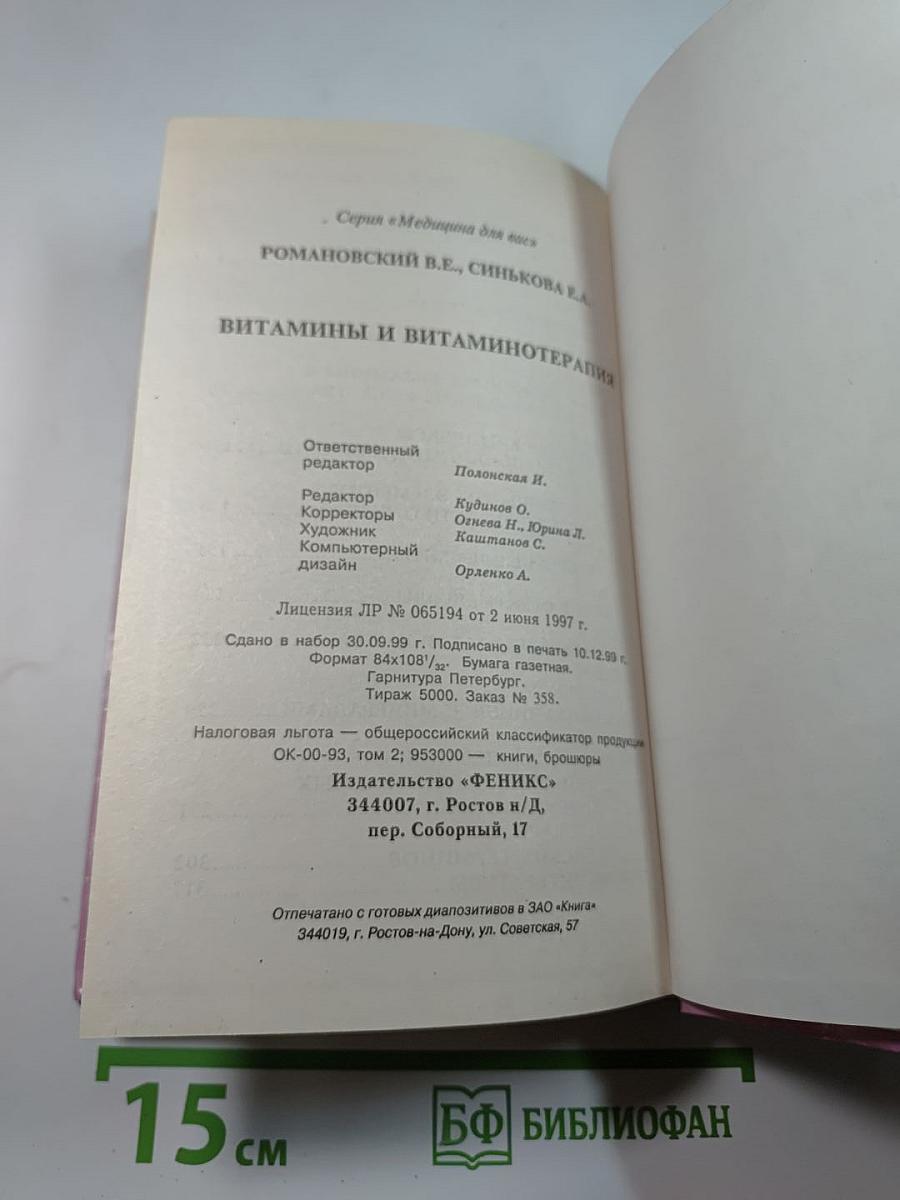 Серия «Медицина для вас»
РОМАНОВСКИЙ В.Е., СИНЬКОВА Е.А.
ВИТАМИНЫ И ВИТАМИНОТЕРАПИЯ
Ответственный
редактор Полонская И.
Редактор Кудинов О.
Корректоры Огнева Н., Юрина Л.
Художник Каштанов С.
Компьютерный
дизайн Орленко А.
Лицензия ЛР № 065194 от 2 июня 1997 г.
Сдано в набор 30.09.99 г. Подписано в печать 10.12.99 г.
Формат 84х108¹/₃₂. Бумага газетная.
Гарнитура Петербург.
Тираж 5000. Заказ № 358.
Налоговая льгота — общероссийский классификатор продукции
ОК-00-93, том 2; 953000 — книги, брошюры
Издательство «ФЕНИКС»
344007, г. Ростов н/Д,
пер. Соборный, 17
Отпечатано с готовых диапозитивов в ЗАО «Книга»
344019, г. Ростов-на-Дону, ул. Советская, 57
15 см
БФ БИБЛИОФАН